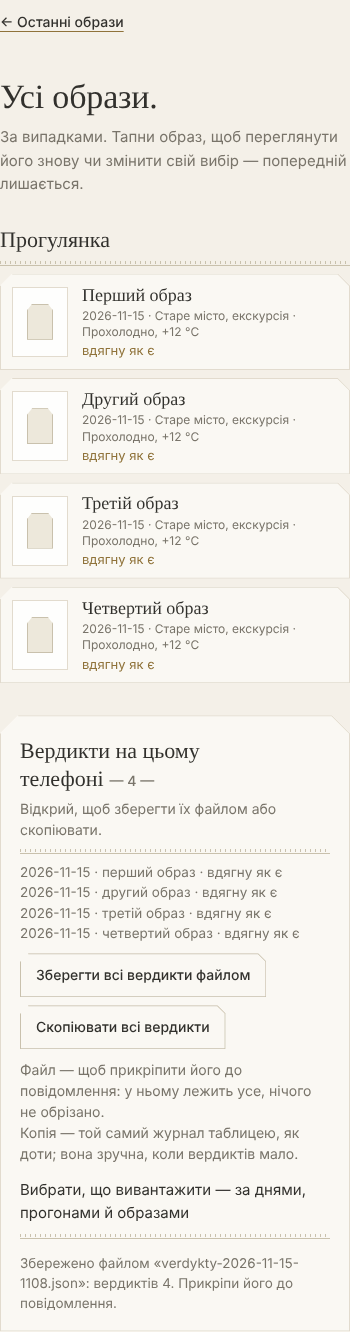 ← Останні образи
Усі образи.
За випадками. Тапни образ, щоб переглянути
його знову чи змінити свій вибір — попередній
лишається.
Прогулянка
Перший образ
2026-11-15 · Старе місто, екскурсія ·
Прохолодно, +12 °C
вдягну як є
Другий образ
2026-11-15 · Старе місто, екскурсія ·
Прохолодно, +12 °C
вдягну як є
Третій образ
2026-11-15 · Старе місто, екскурсія ·
Прохолодно, +12 °C
вдягну як є
Четвертий образ
2026-11-15 · Старе місто, екскурсія ·
Прохолодно, +12 °C
вдягну як є
Вердикти на цьому
телефоні — 4 —
Відкрий, щоб зберегти їх файлом або
скопіювати.
2026-11-15 · перший образ · вдягну як є
2026-11-15 · другий образ · вдягну як є
2026-11-15 · третій образ · вдягну як є
2026-11-15 · четвертий образ · вдягну як є
Зберегти всі вердикти файлом
Скопіювати всі вердикти
Файл — щоб прикріпити його до
повідомлення: у ньому лежить усе, нічого
не обрізано.
Копія — той самий журнал таблицею, як
доти; вона зручна, коли вердиктів мало.
Вибрати, що вивантажити — за днями,
прогонами й образами
Збережено файлом «verdykty-2026-11-15-
1108.json»: вердиктів 4. Прикріпи його до
повідомлення.